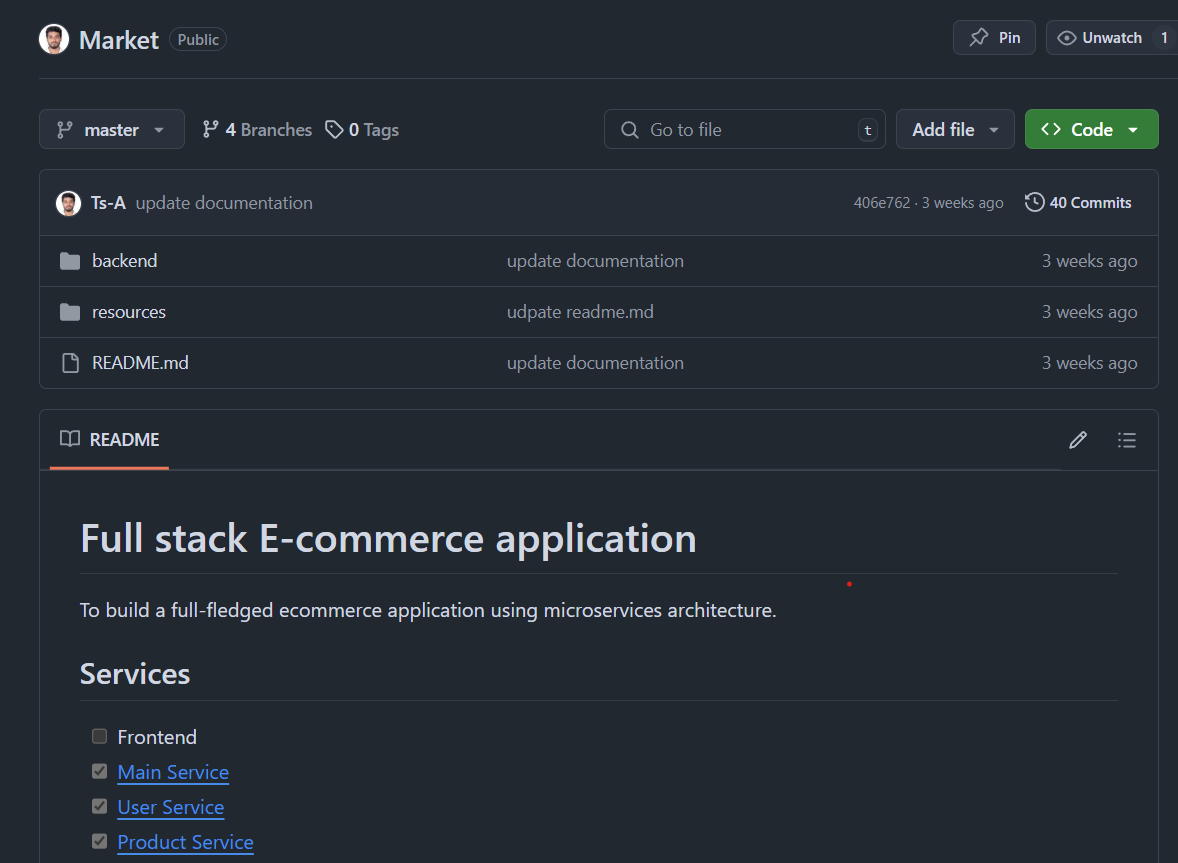 Market Public Pin Unwatch 1
master 4 Branches 0 Tags Go to file t Add file Code
Ts-A update documentation 406e762 · 3 weeks ago 40 Commits
backend update documentation 3 weeks ago
resources udpate readme.md 3 weeks ago
README.md update documentation 3 weeks ago
README
Full stack E-commerce application
To build a full-fledged ecommerce application using microservices architecture.
Services
Frontend
Main Service
User Service
Product Service